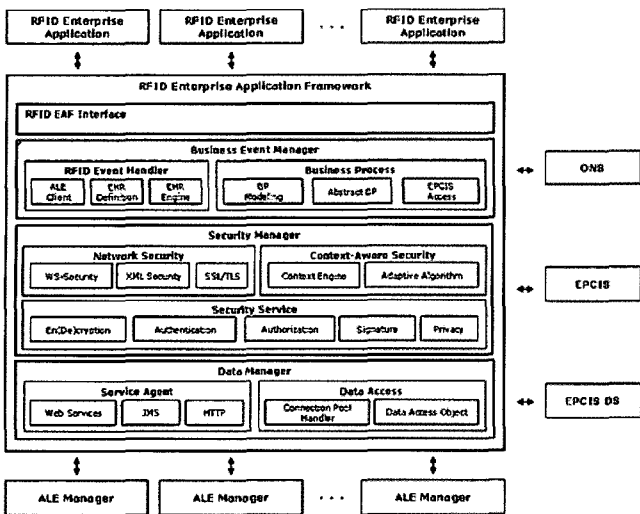 RFID Enterprise Application
RFID Enterprise Application
...
RFID Enterprise Application
RFID Enterprise Application Framework
RFID EAF Interface
Business Event Manager
RFID Event Handler
ALE Client
EHR Definition
EHR Engine
Business Process
BP Modeling
Abstract BP
EPCIS Access
ONS
Security Manager
Network Security
WS-Security
XML Security
SSL/TLS
Context-Aware Security
Context Engine
Adaptive Algorithm
EPCIS
Security Service
En(De)cryption
Authentication
Authorization
Signature
Privacy
Data Manager
Service Agent
Web Services
JMS
HTTP
Data Access
Connection Pool Handler
Data Access Object
EPCIS DS
ALE Manager
ALE Manager
...
ALE Manager